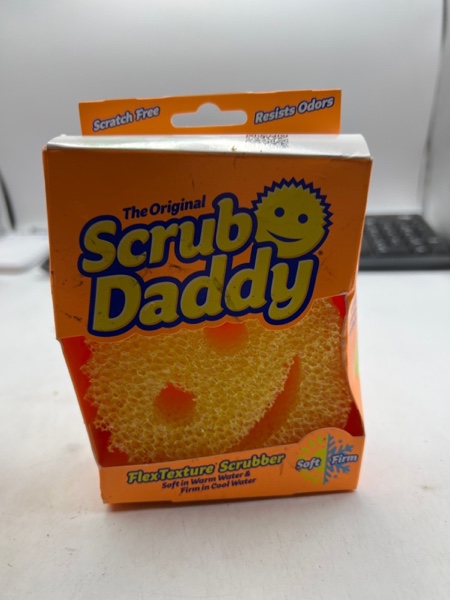 Scratch Free
Resists Odors
The Original
Scrub
Daddy
FlexTexture Scrubber
Soft in Warm Water &
Firm in Cool Water
Soft Firm